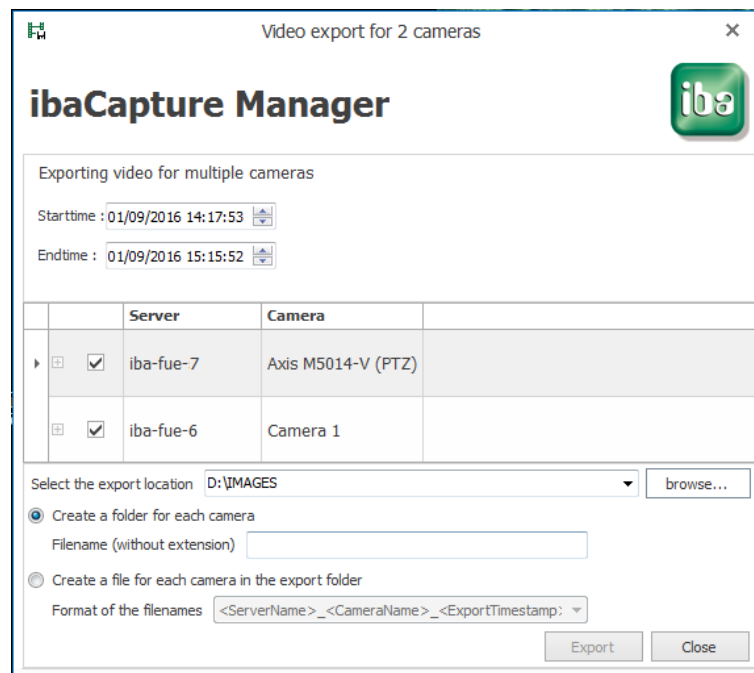 Video export for 2 cameras
ibaCapture Manager
iba
Exporting video for multiple cameras
Starttime : 01/09/2016 14:17:53
Endtime : 01/09/2016 15:15:52
Server Camera
iba-fue-7 Axis M5014-V (PTZ)
iba-fue-6 Camera 1
Select the export location D:\IMAGES browse...
Create a folder for each camera
Filename (without extension)
Create a file for each camera in the export folder
Format of the filenames <ServerName>_<CameraName>_<ExportTimestamp>
Export Close